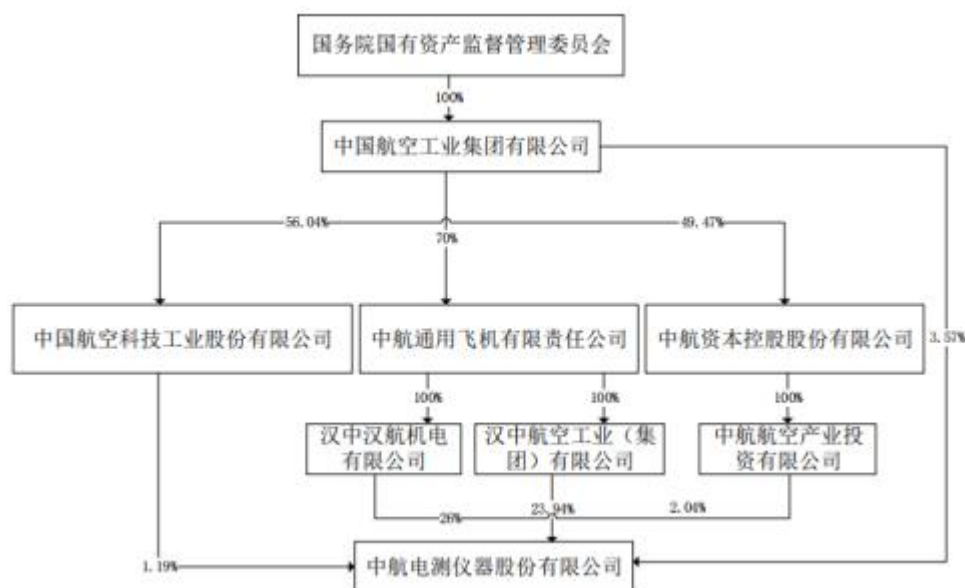 国务院国有资产监督管理委员会
100%
中国航空工业集团有限公司
56.04%
70%
49.47%
中国航空科技工业股份有限公司
中航通用飞机有限责任公司
中航资本控股股份有限公司
3.57%
100%
100%
100%
汉中汉航机电
有限公司
汉中航空工业（集
团）有限公司
中航航空产业投
资有限公司
26%
23.94%
2.04%
1.19%
中航电测仪器股份有限公司